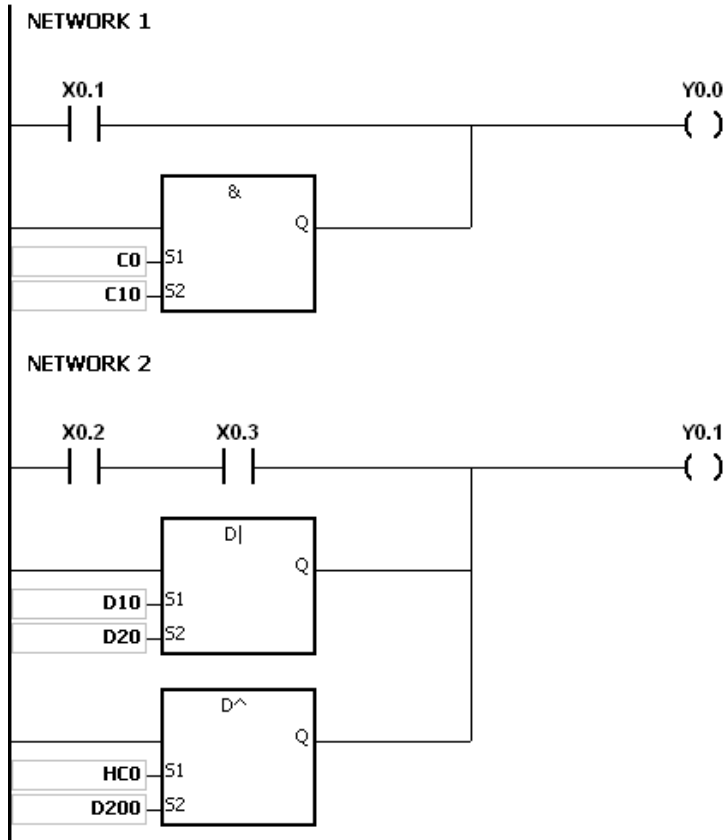 NETWORK 1
X0.1 Y0.0
&
Q
C0 S1
C10 S2
NETWORK 2
X0.2 X0.3 Y0.1
D|
Q
D10 S1
D20 S2
D^
Q
HC0 S1
D200 S2